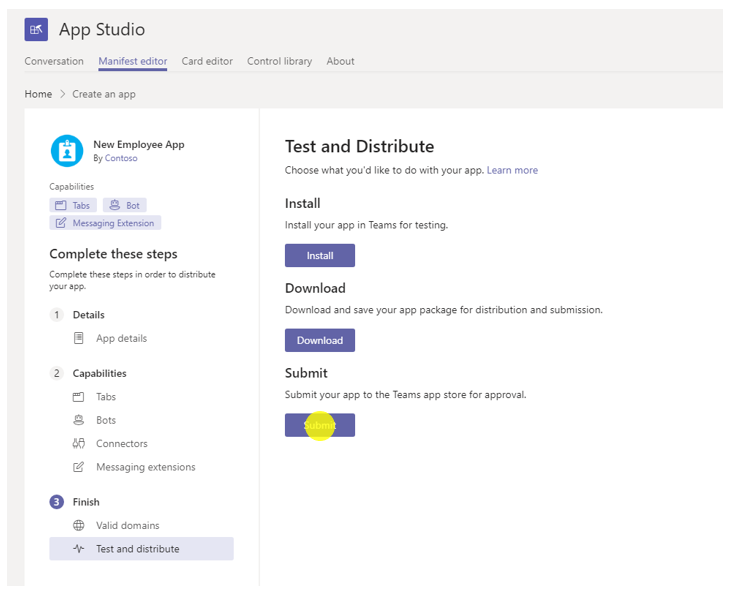 App Studio
Conversation Manifest editor Card editor Control library About
Home > Create an app
New Employee App
By Contoso
Capabilities
Tabs Bot
Messaging Extension
Complete these steps
Complete these steps in order to distribute
your app.
1 Details
App details
2 Capabilities
Tabs
Bots
Connectors
Messaging extensions
3 Finish
Valid domains
Test and distribute
Test and Distribute
Choose what you'd like to do with your app. Learn more
Install
Install your app in Teams for testing.
Install
Download
Download and save your app package for distribution and submission.
Download
Submit
Submit your app to the Teams app store for approval.
Submit